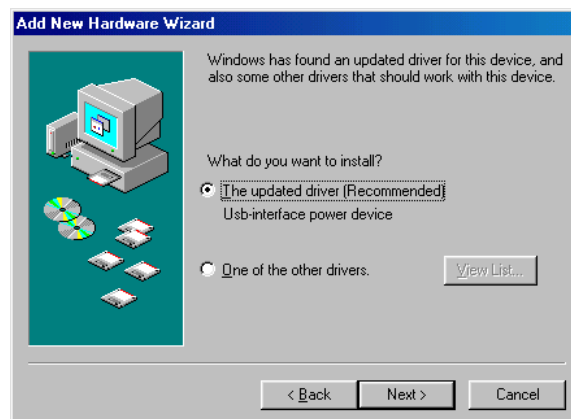 Add New Hardware Wizard
Windows has found an updated driver for this device, and
also some other drivers that should work with this device.
What do you want to install?
The updated driver (Recommended)
Usb-interface power device
One of the other drivers.
View List...
< Back
Next >
Cancel